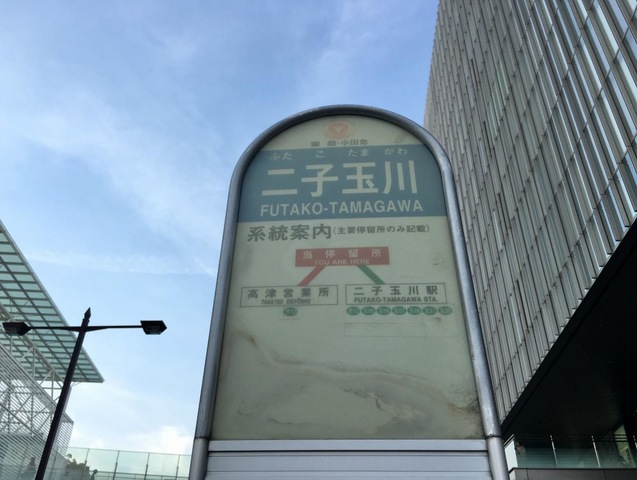 東急・小田急
ふた こ たま がわ
二子玉川
FUTAKO-TAMAGAWA
系統案内(主要停留所のみ記載)
当停留所
YOU ARE HERE
高津営業所
二子玉川駅
FUTAKO-TAMAGAWA STA.